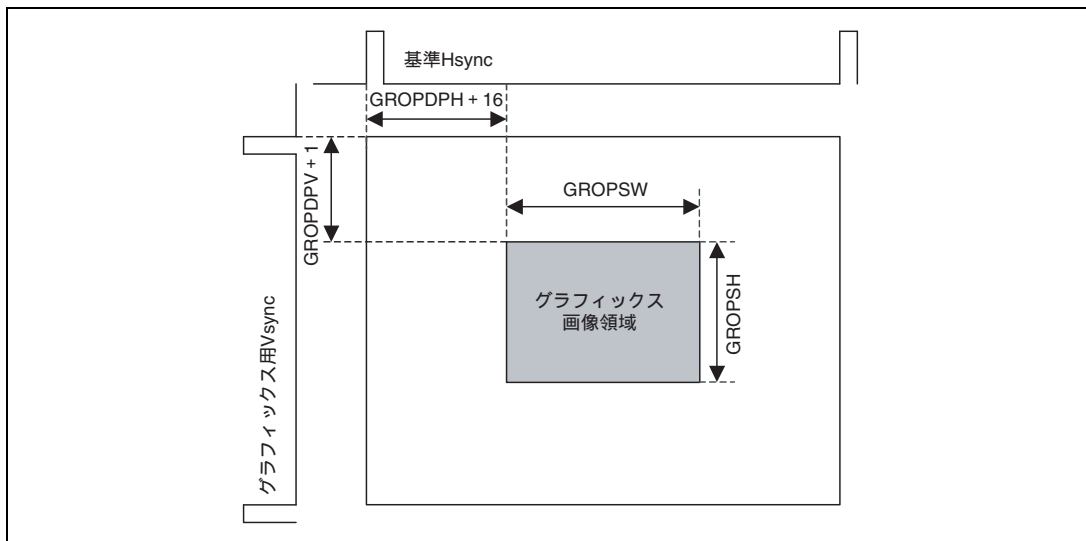 基準Hsync
GROPDPH + 16
GROPDPV + 1
GROPSW
グラフィックス
画像領域
GROPSH
グラフィックス用Vsync